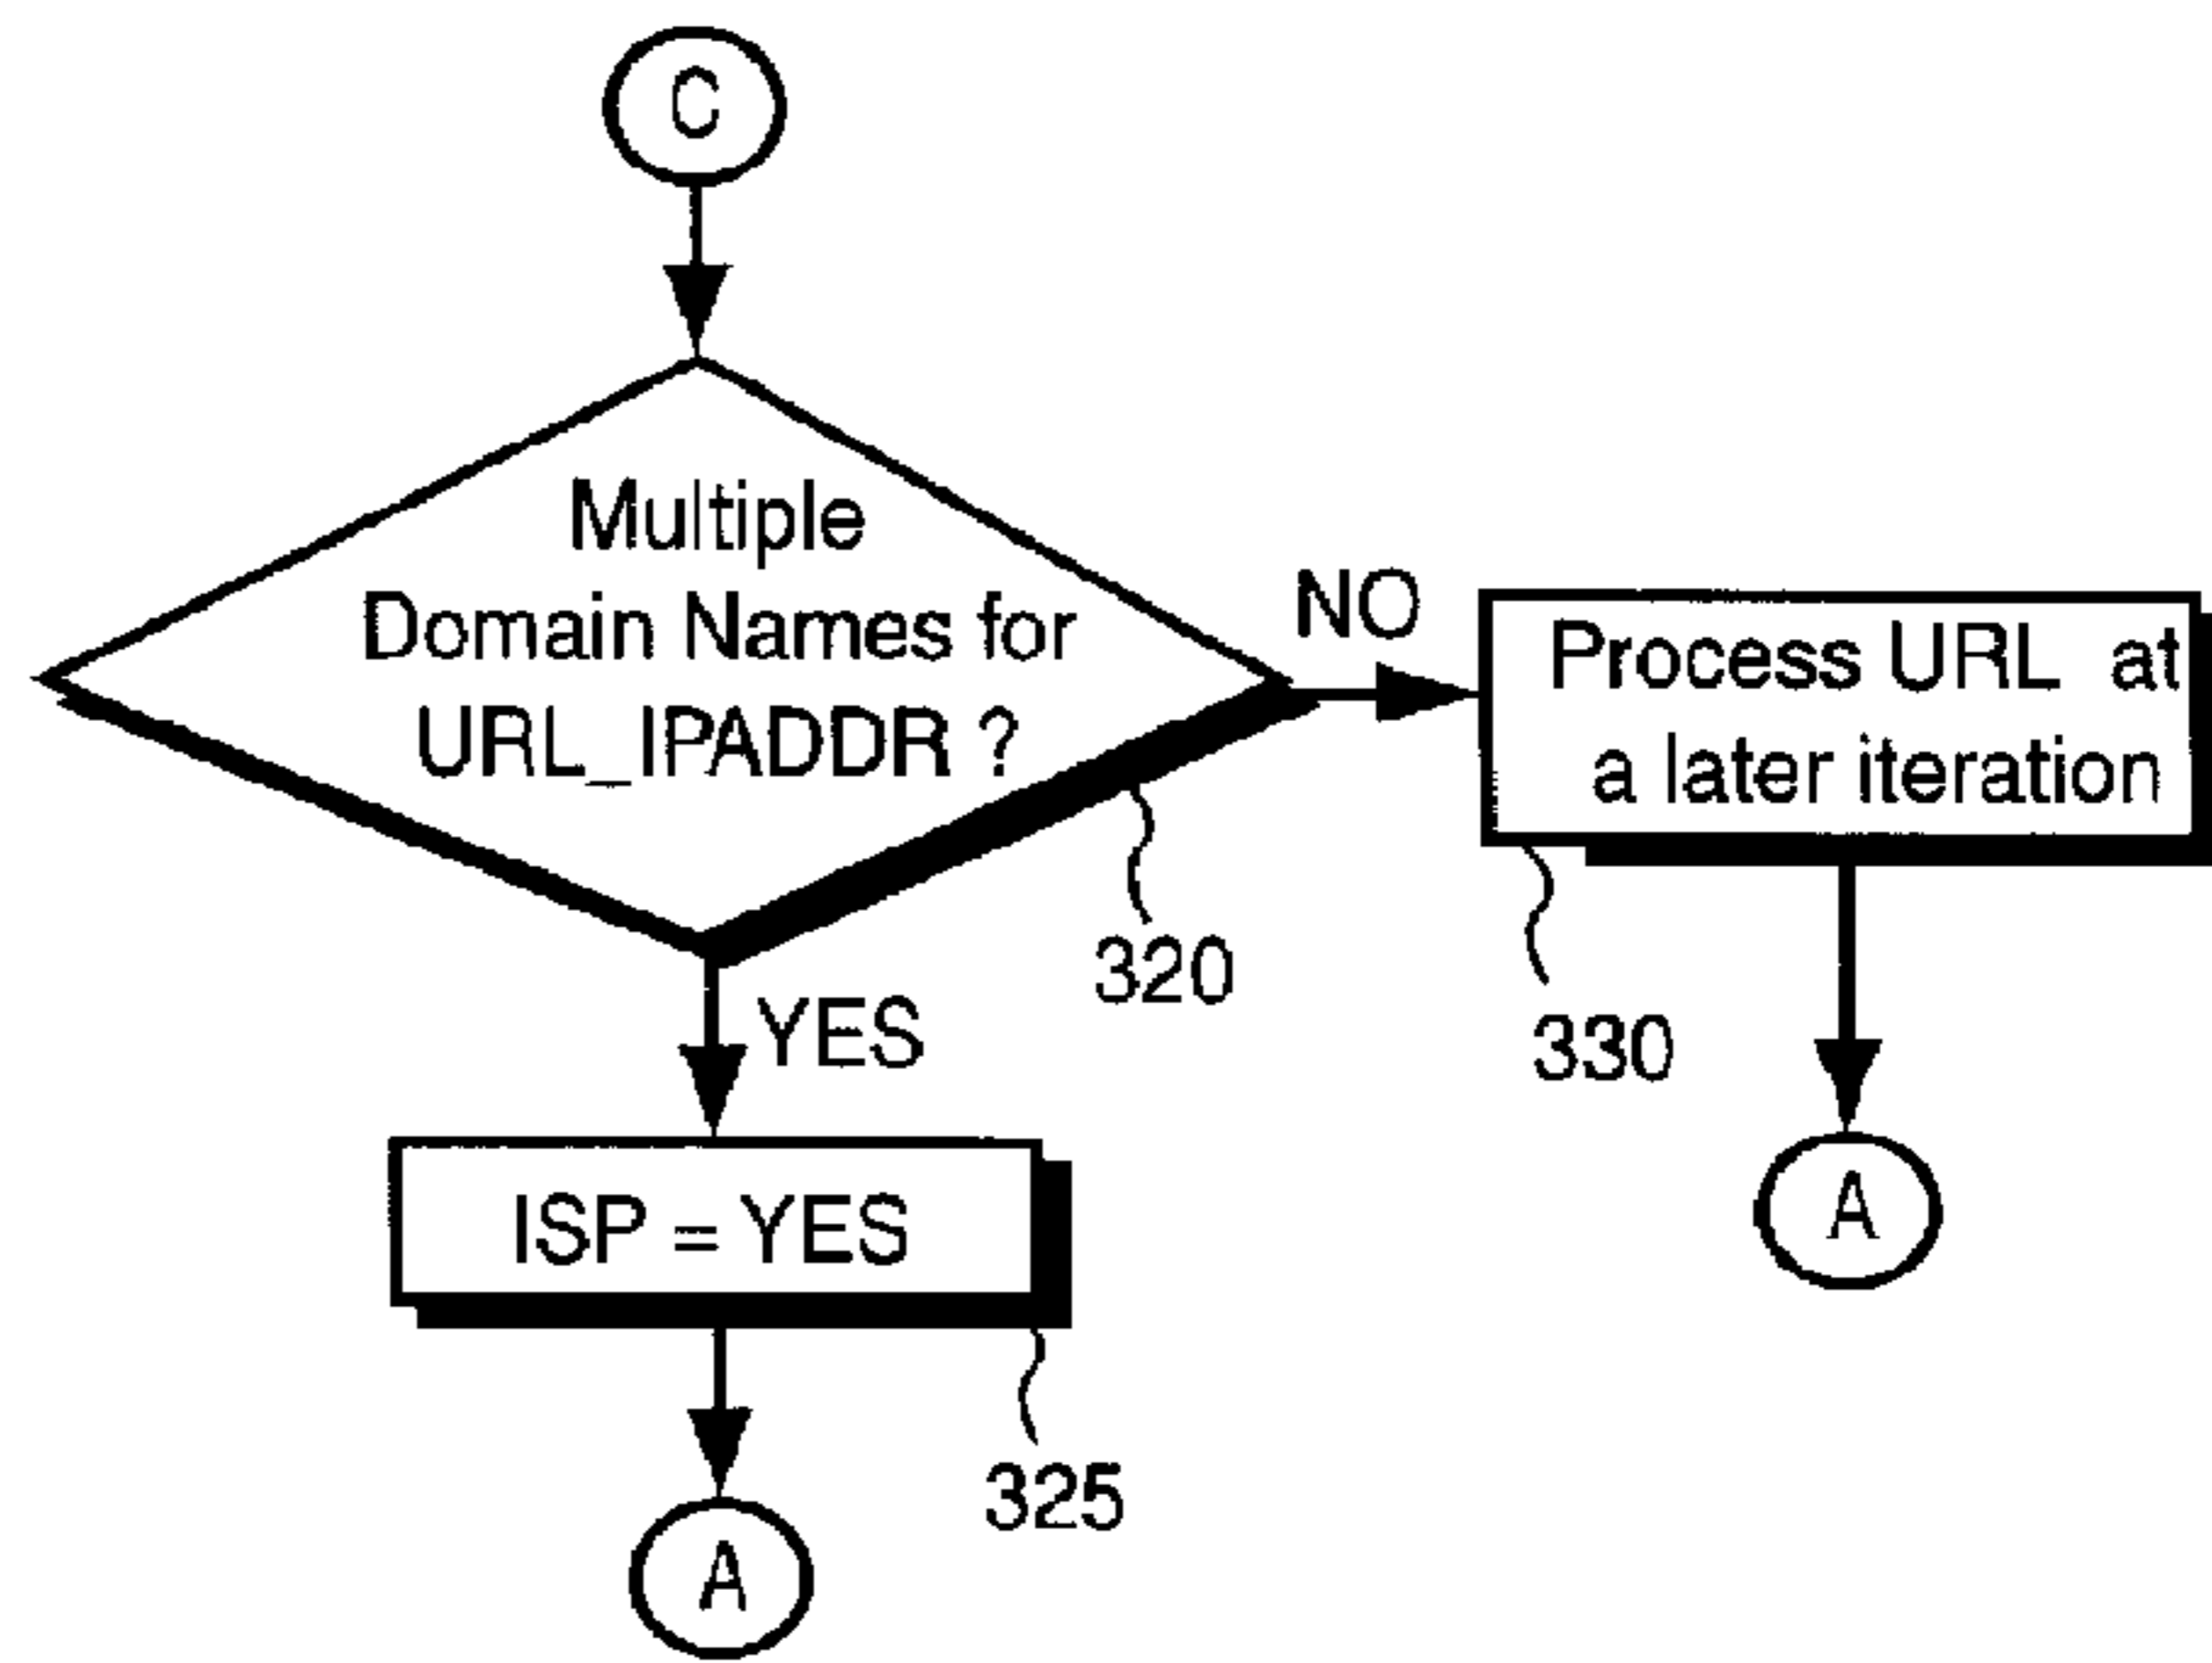 C
Multiple
Domain Names for
URL_IPADDR ?
NO
Process URL at
a later iteration
320
330
YES
ISP = YES
A
325
A